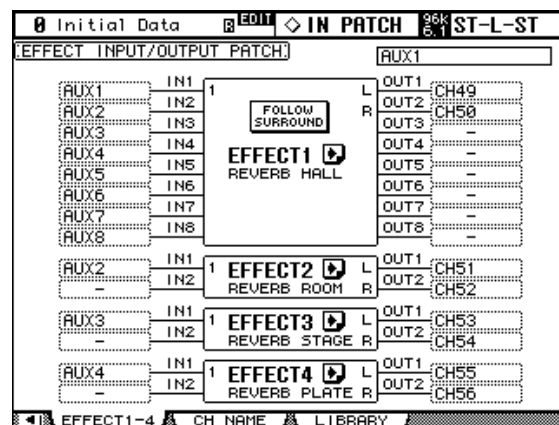 0 Initial Data R EDIT ◇ IN PATCH 96K 6.1 ST-L-ST
EFFECT INPUT/OUTPUT PATCH
AUX1
AUX1 IN1 1 L OUT1 CH49
AUX2 IN2 R OUT2 CH50
AUX3 IN3 OUT3 –
AUX4 IN4 OUT4 –
AUX5 IN5 OUT5 –
AUX6 IN6 OUT6 –
AUX7 IN7 OUT7 –
AUX8 IN8 OUT8 –
FOLLOW
SURROUND
EFFECT1
REVERB HALL
AUX2 IN1 1 EFFECT2 L OUT1 CH51
– IN2 REVERB ROOM R OUT2 CH52
AUX3 IN1 1 EFFECT3 L OUT1 CH53
– IN2 REVERB STAGE R OUT2 CH54
AUX4 IN1 1 EFFECT4 L OUT1 CH55
– IN2 REVERB PLATE R OUT2 CH56
EFFECT1-4 CH NAME LIBRARY